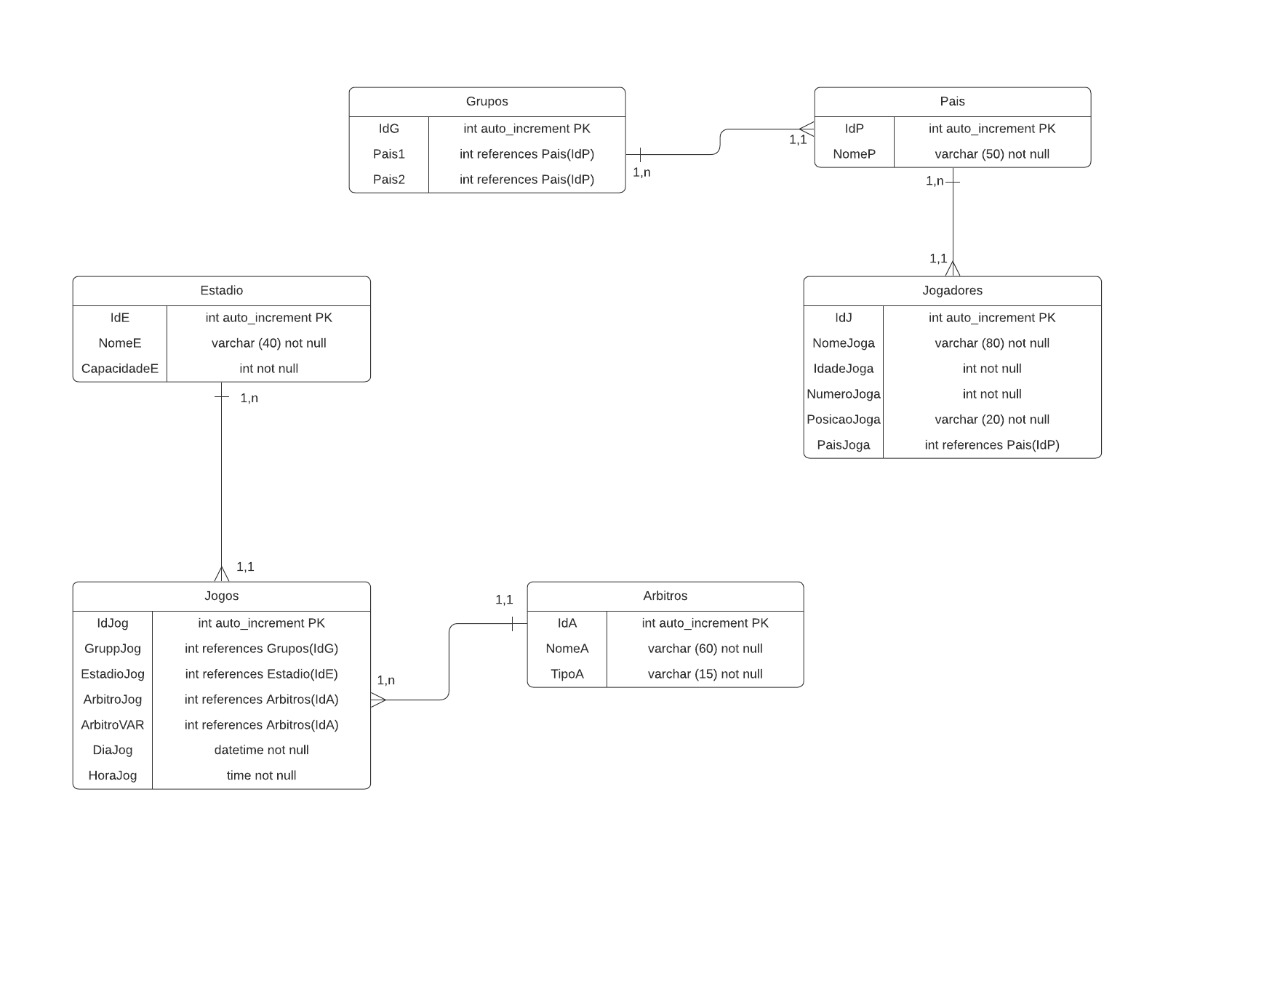 Grupos
IdG int auto_increment PK
Pais1 int references Pais(IdP)
Pais2 int references Pais(IdP)
1,n
1,1
Pais
IdP int auto_increment PK
NomeP varchar (50) not null
1,n
1,1
Jogadores
IdJ int auto_increment PK
NomeJoga varchar (80) not null
IdadeJoga int not null
NumeroJoga int not null
PosicaoJoga varchar (20) not null
PaisJoga int references Pais(IdP)
Estadio
IdE int auto_increment PK
NomeE varchar (40) not null
CapacidadeE int not null
1,n
1,1
Jogos
IdJog int auto_increment PK
GruppJog int references Grupos(IdG)
EstadioJog int references Estadio(IdE)
ArbitroJog int references Arbitros(IdA)
ArbitroVAR int references Arbitros(IdA)
DiaJog datetime not null
HoraJog time not null
1,n
1,1
Arbitros
IdA int auto_increment PK
NomeA varchar (60) not null
TipoA varchar (15) not null